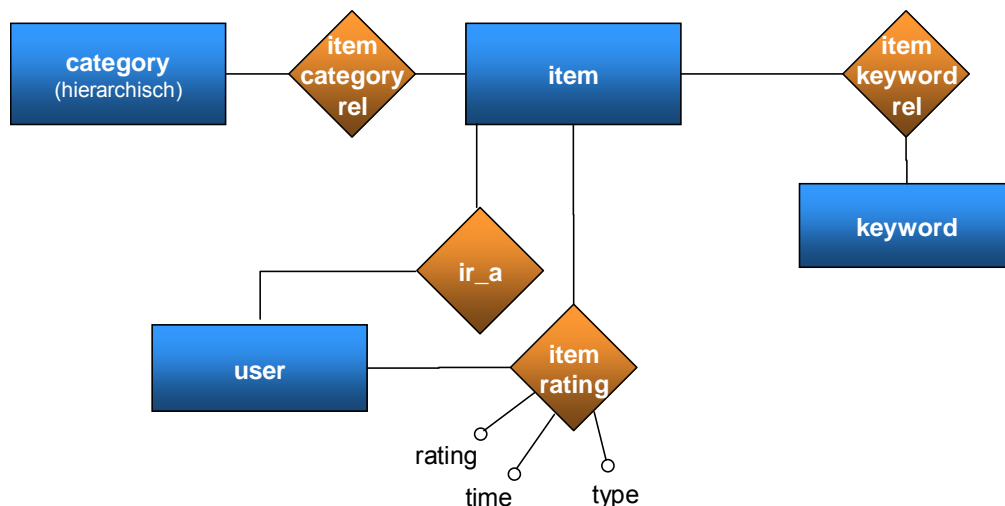 category
(hierarchisch)
item
category
rel
item
item
keyword
rel
keyword
ir_a
user
item
rating
rating
time
type